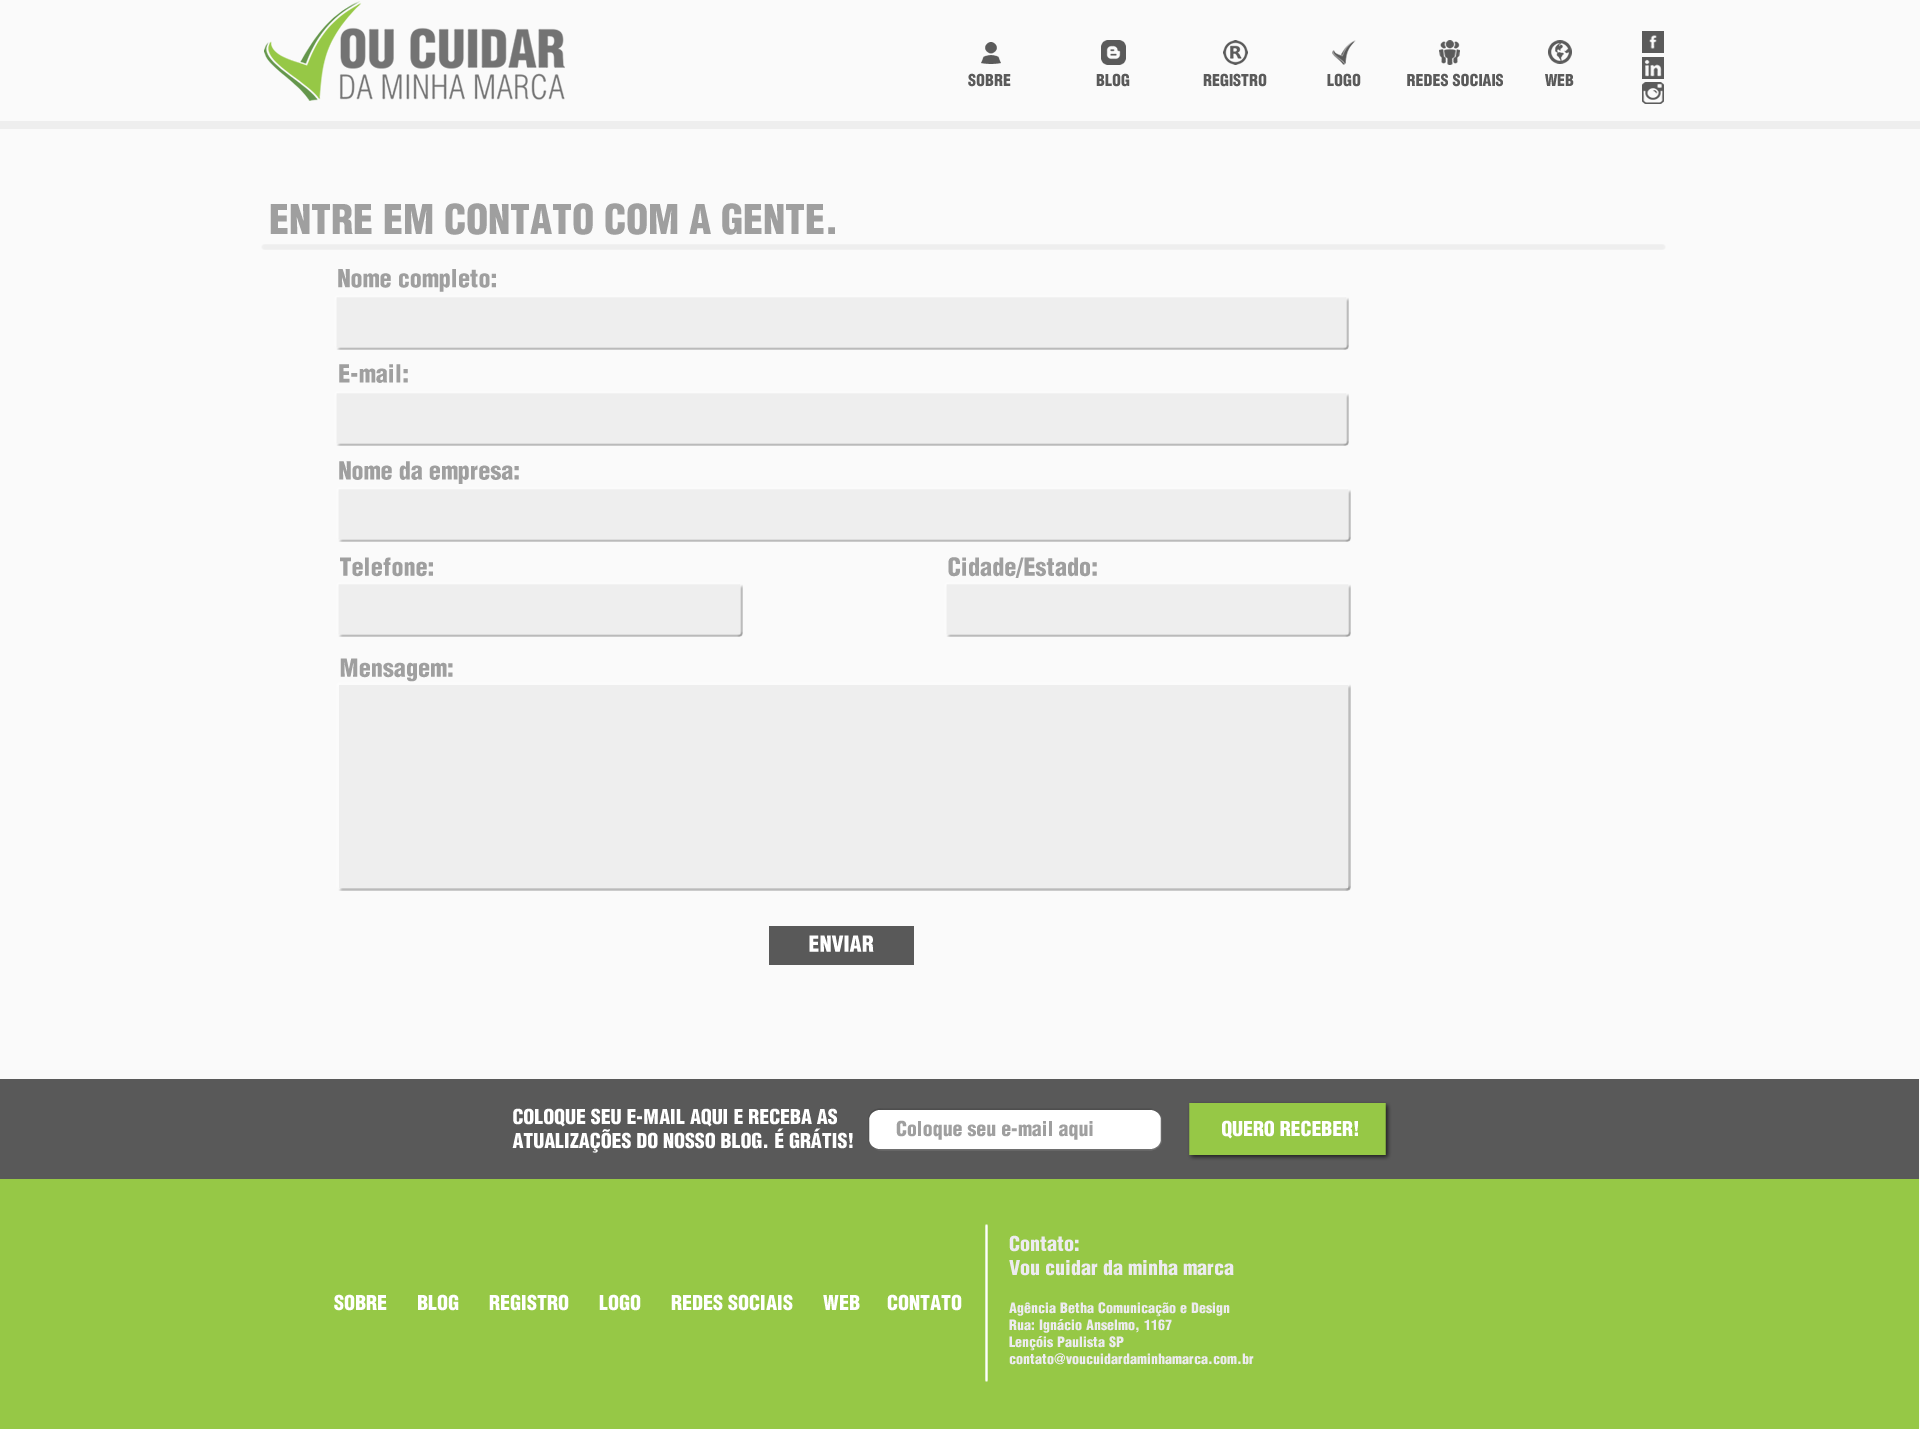 OU CUIDAR
DA MINHA MARCA
SOBRE
BLOG
REGISTRO
LOGO
REDES SOCIAIS
WEB
ENTRE EM CONTATO COM A GENTE.
Nome completo:
E-mail:
Nome da empresa:
Telefone:
Cidade/Estado:
Mensagem:
ENVIAR
COLOQUE SEU E-MAIL AQUI E RECEBA AS
ATUALIZAÇÕES DO NOSSO BLOG. É GRÁTIS!
Coloque seu e-mail aqui
QUERO RECEBER!
SOBRE
BLOG
REGISTRO
LOGO
REDES SOCIAIS
WEB
CONTATO
Contato:
Vou cuidar da minha marca
Agência Betha Comunicação e Design
Rua: Ignácio Anselmo, 1167
Lençóis Paulista SP
contato@voucuidardaminhamarca.com.br